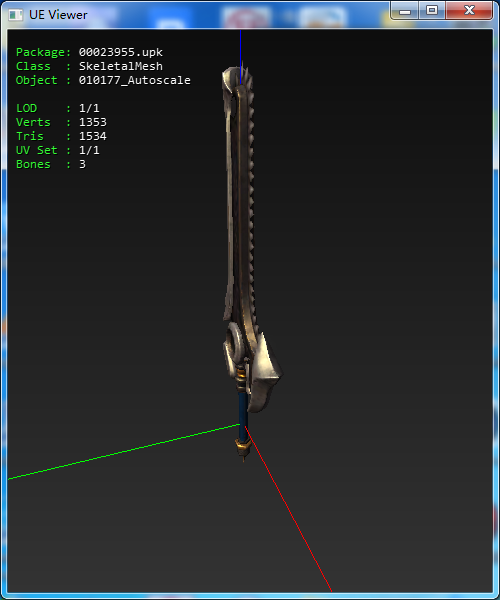 UE Viewer
Package: 00023955.upk
Class : SkeletalMesh
Object : 010177_Autoscale
LOD : 1/1
Verts : 1353
Tris : 1534
UV Set : 1/1
Bones : 3